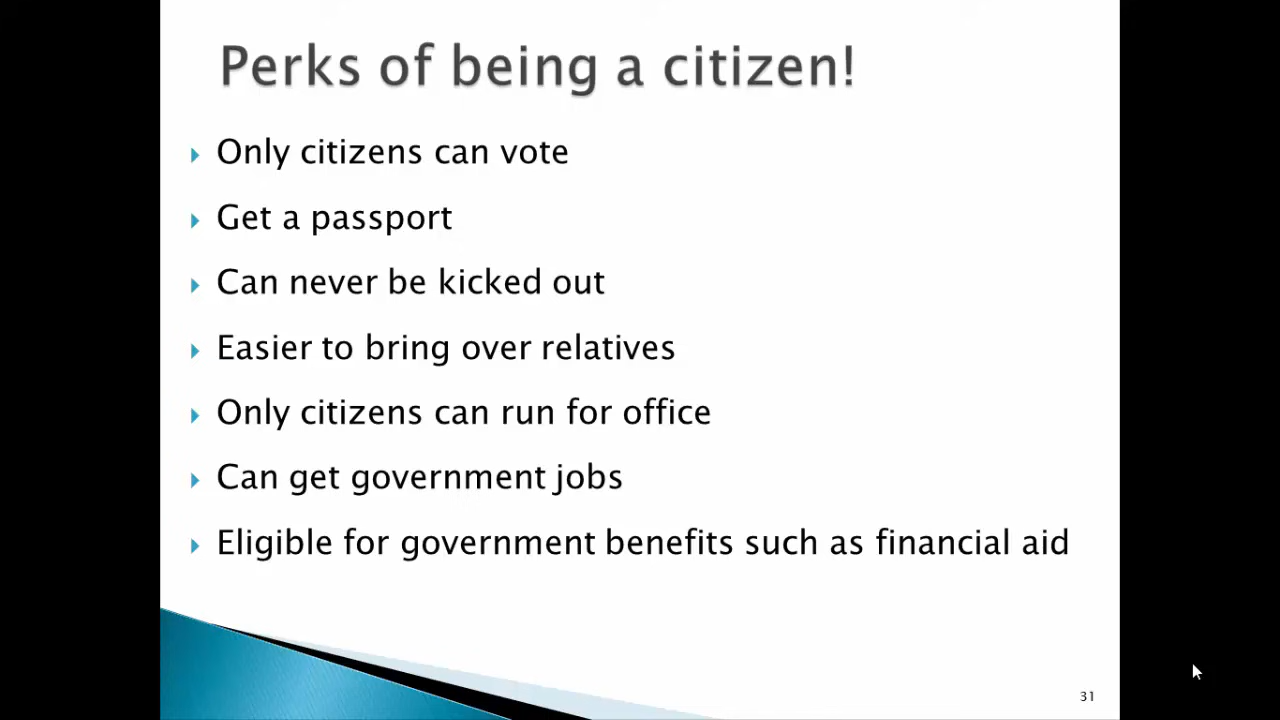 Perks of being a citizen!
Only citizens can vote
Get a passport
Can never be kicked out
Easier to bring over relatives
Only citizens can run for office
Can get government jobs
Eligible for government benefits such as financial aid
31